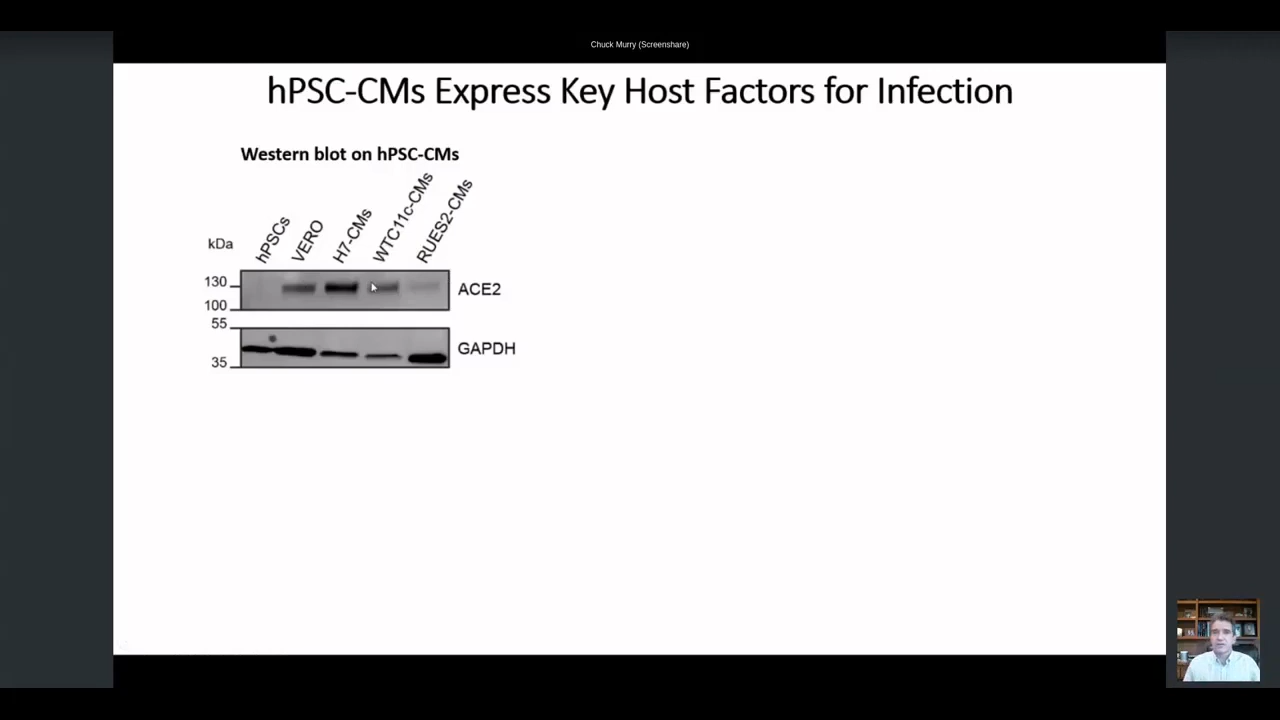 Chuck Murry (Screenshare)
hPSC-CMs Express Key Host Factors for Infection
Western blot on hPSC-CMs
hPSCs
VERO
H7-CMs
WTC11c-CMs
RUES2-CMs
kDa
130
100
ACE2
55
35
GAPDH